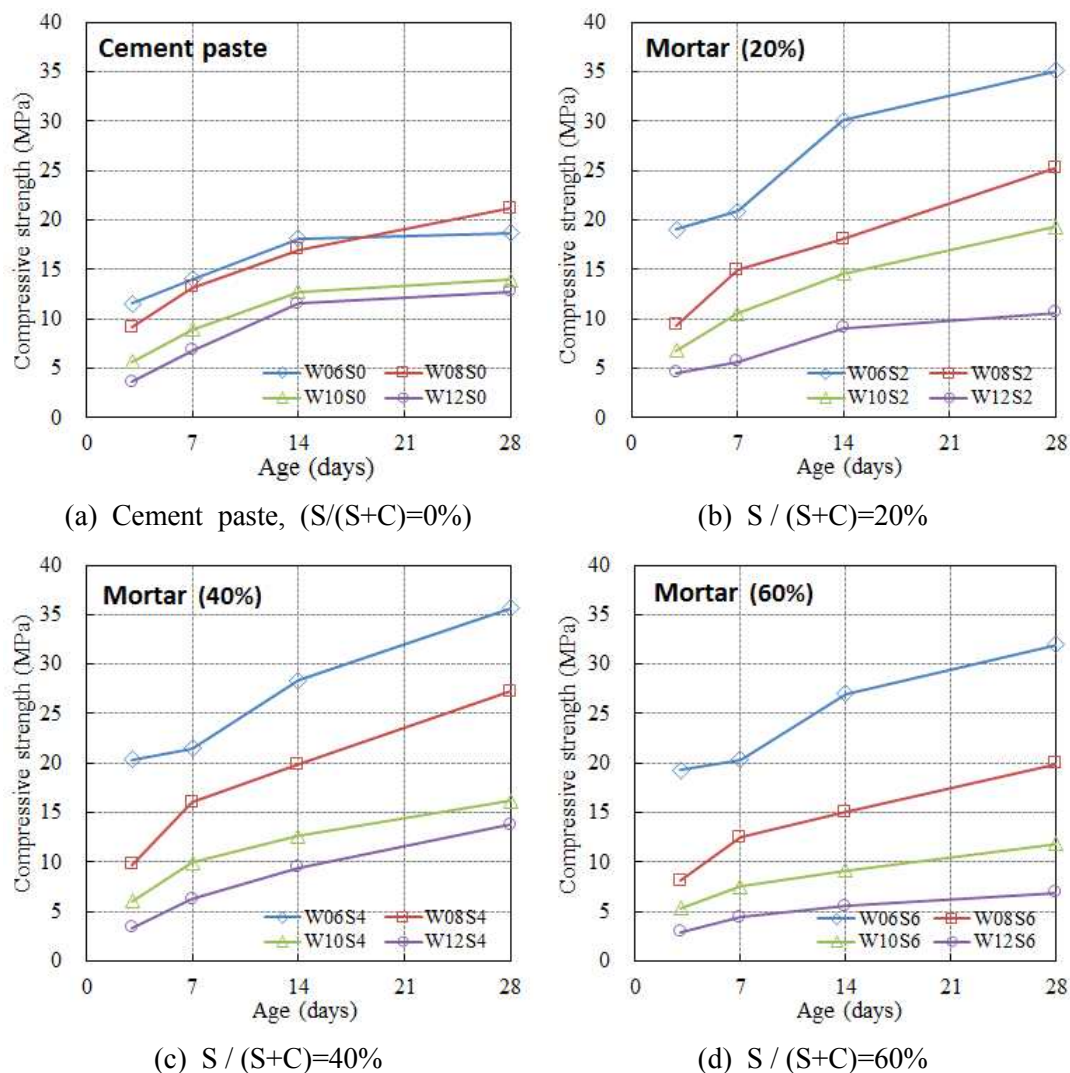 Cement paste
Compressive strength (MPa)
40
35
30
25
20
15
10
5
0
W06S0 W08S0
W10S0 W12S0
0 7 14 21 28
Age (days)
(a) Cement paste, (S/(S+C)=0%)
Mortar (20%)
Compressive strength (MPa)
40
35
30
25
20
15
10
5
0
W06S2 W08S2
W10S2 W12S2
0 7 14 21 28
Age (days)
(b) S / (S+C)=20%
Mortar (40%)
Compressive strength (MPa)
40
35
30
25
20
15
10
5
0
W06S4 W08S4
W10S4 W12S4
0 7 14 21 28
Age (days)
(c) S / (S+C)=40%
Mortar (60%)
Compressive strength (MPa)
40
35
30
25
20
15
10
5
0
W06S6 W08S6
W10S6 W12S6
0 7 14 21 28
Age (days)
(d) S / (S+C)=60%